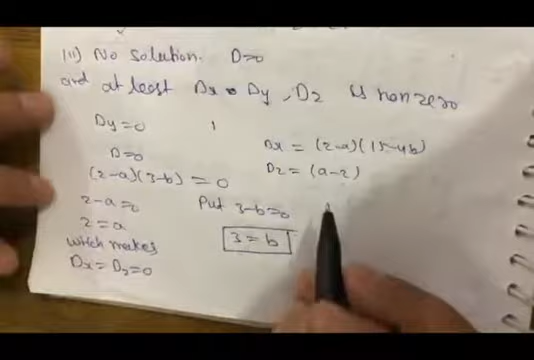 III) No solution. D=0
and at least Dx, Dy, Dz is nonzero
Dy=0
D=0
(2-a)(3-b)=0
2-a=0
2=a
which makes
Dx=Dz=0
Put 3-b=0
3=b
Dx = (2-a)(15-4b)
Dz = (a-2)